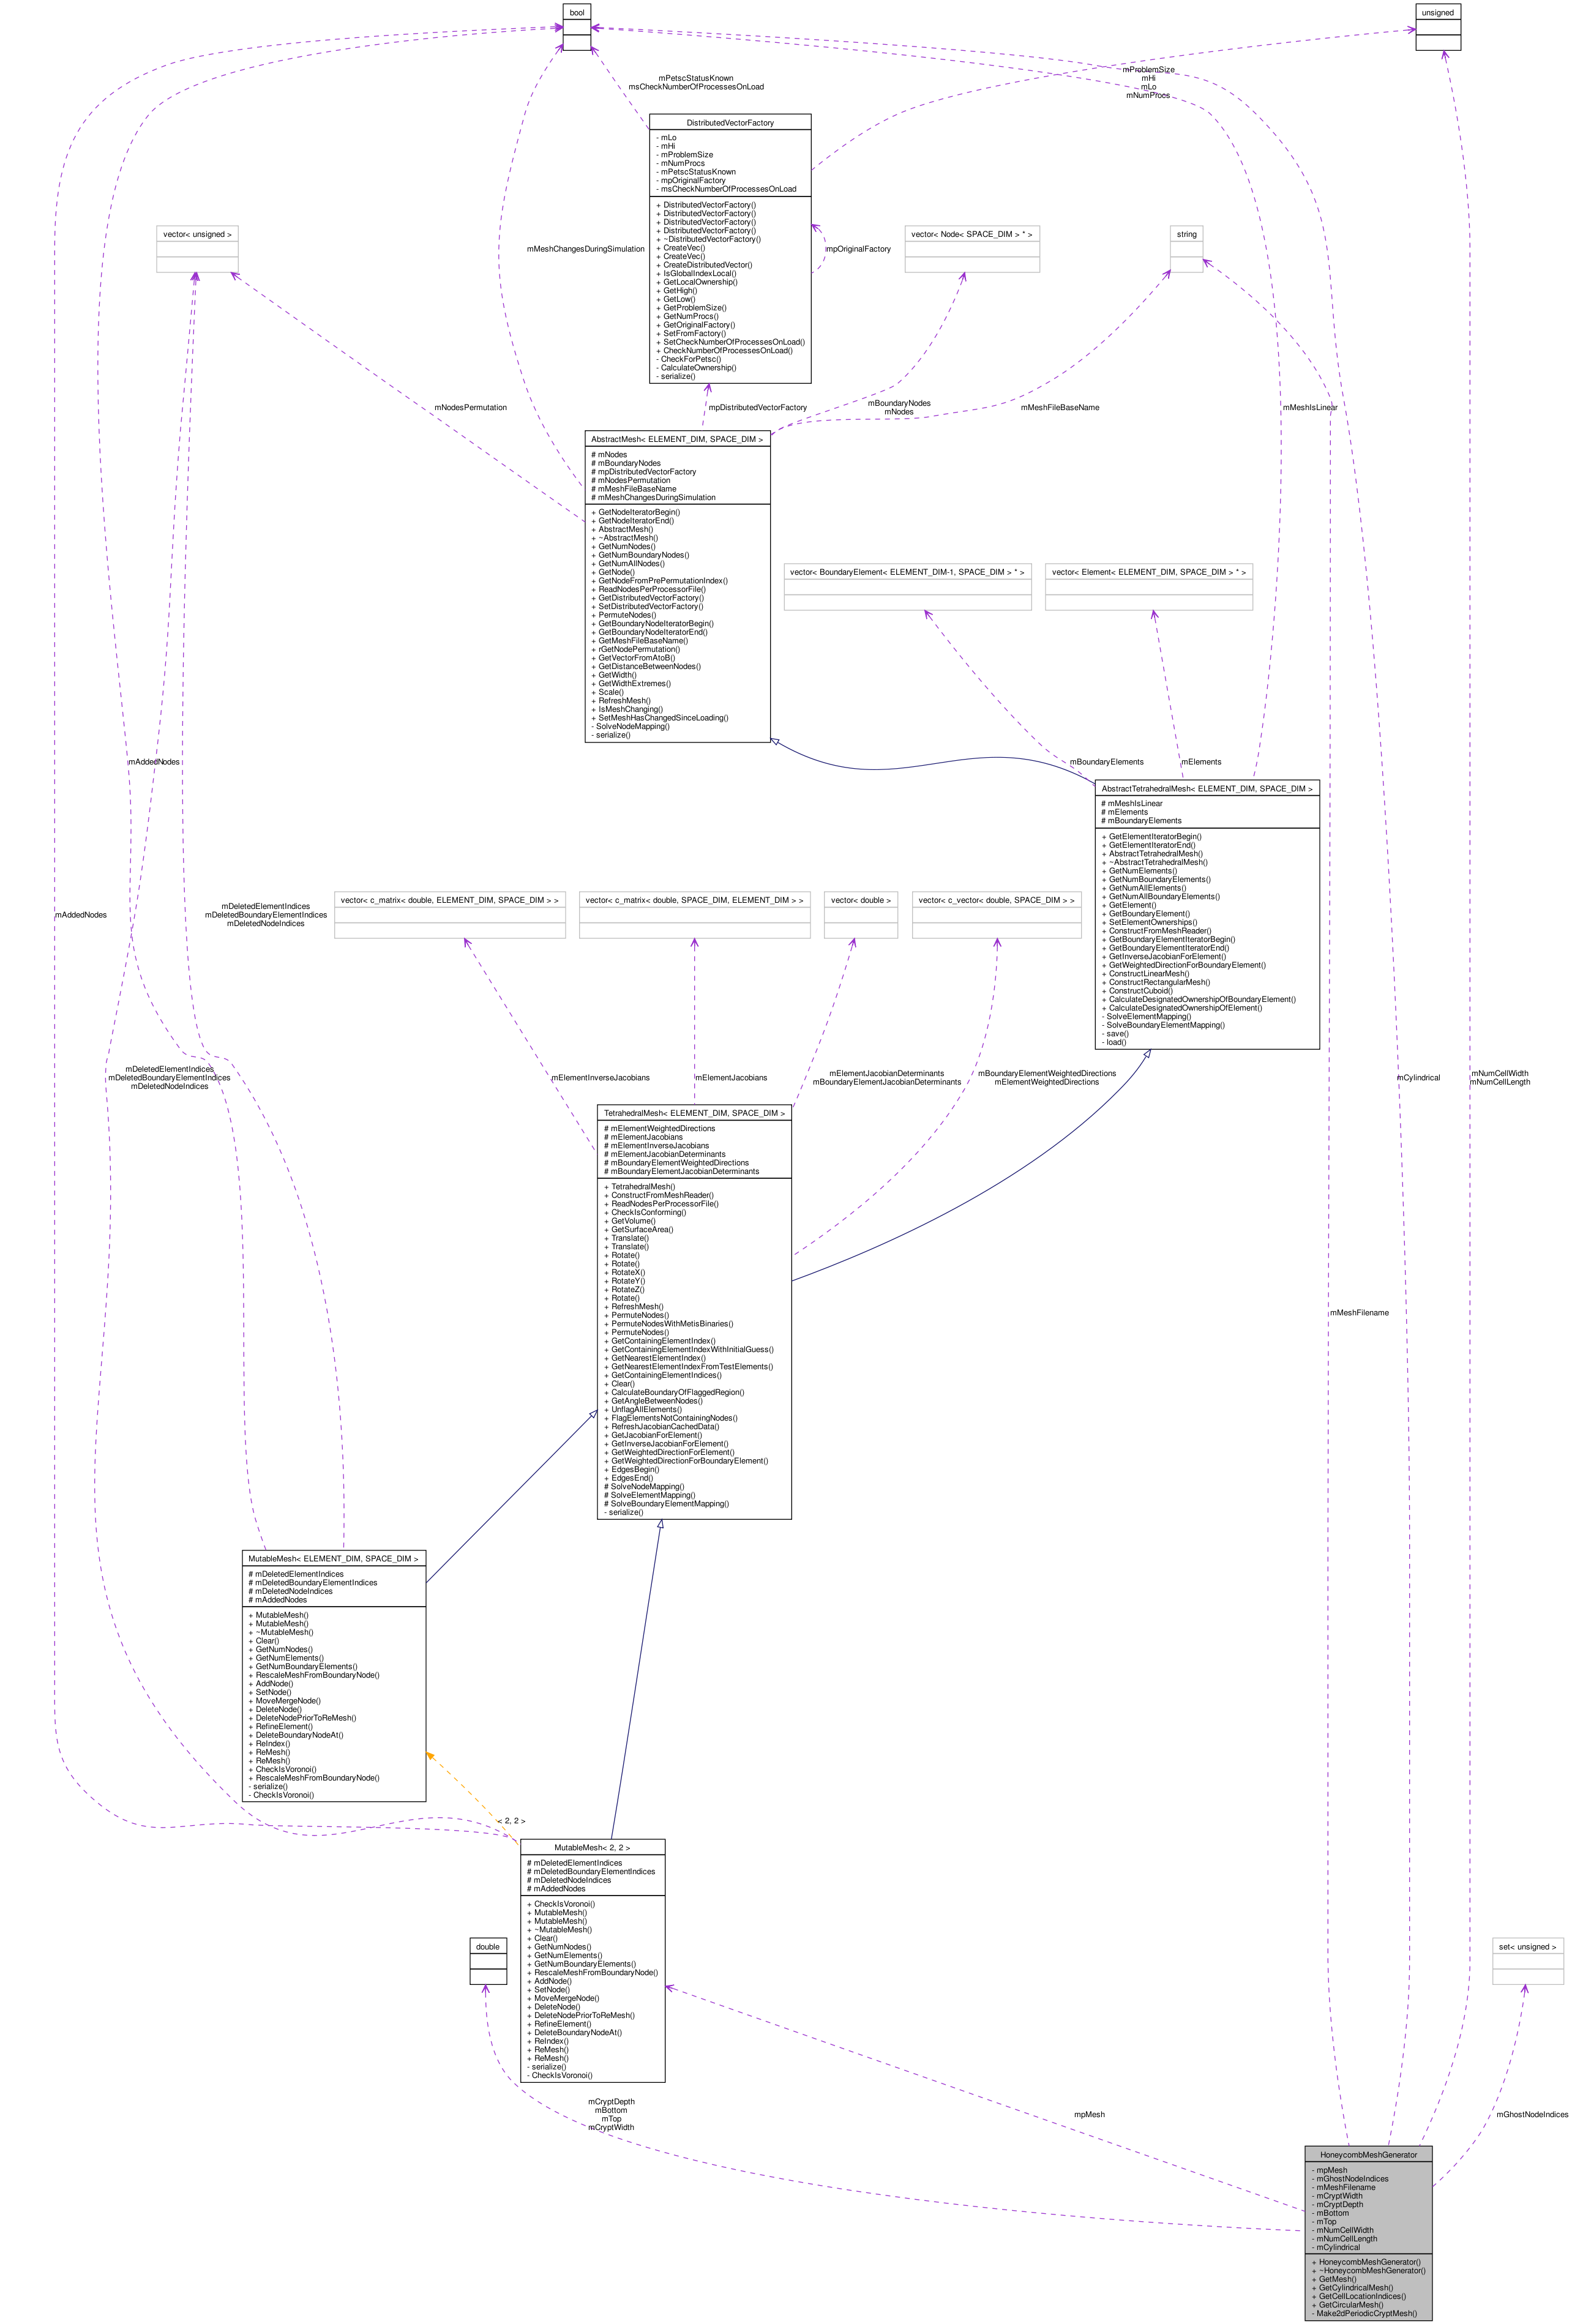 bool
unsigned
mPetscStatusKnown
msCheckNumberOfProcessesOnLoad
mProblemSize
mHi
mLo
mNumProcs
DistributedVectorFactory
- mLo
- mHi
- mProblemSize
- mNumProcs
- mPetscStatusKnown
- mpOriginalFactory
- msCheckNumberOfProcessesOnLoad
+ DistributedVectorFactory()
+ DistributedVectorFactory()
+ DistributedVectorFactory()
+ DistributedVectorFactory()
+ ~DistributedVectorFactory()
+ CreateVec()
+ CreateVec()
+ CreateDistributedVector()
+ IsGlobalIndexLocal()
+ GetLocalOwnership()
+ GetHigh()
+ GetLow()
+ GetProblemSize()
+ GetNumProcs()
+ GetOriginalFactory()
+ SetFromFactory()
+ SetCheckNumberOfProcessesOnLoad()
+ CheckNumberOfProcessesOnLoad()
- CheckForPetsc()
- CalculateOwnership()
- serialize()
vector< unsigned >
mMeshChangesDuringSimulation
mpOriginalFactory
vector< Node< SPACE_DIM > * >
string
mNodesPermutation
mpDistributedVectorFactory
mBoundaryNodes
mNodes
mMeshFileBaseName
mMeshIsLinear
AbstractMesh< ELEMENT_DIM, SPACE_DIM >
# mNodes
# mBoundaryNodes
# mpDistributedVectorFactory
# mNodesPermutation
# mMeshFileBaseName
# mMeshChangesDuringSimulation
+ GetNodeIteratorBegin()
+ GetNodeIteratorEnd()
+ AbstractMesh()
+ ~AbstractMesh()
+ GetNumNodes()
+ GetNumBoundaryNodes()
+ GetNumAllNodes()
+ GetNode()
+ GetNodeFromPrePermutationIndex()
+ ReadNodesPerProcessorFile()
+ GetDistributedVectorFactory()
+ SetDistributedVectorFactory()
+ PermuteNodes()
+ GetBoundaryNodeIteratorBegin()
+ GetBoundaryNodeIteratorEnd()
+ GetMeshFileBaseName()
+ rGetNodePermutation()
+ GetVectorFromAtoB()
+ GetDistanceBetweenNodes()
+ GetWidth()
+ GetWidthExtremes()
+ Scale()
+ RefreshMesh()
+ IsMeshChanging()
+ SetMeshHasChangedSinceLoading()
- SolveNodeMapping()
- serialize()
vector< BoundaryElement< ELEMENT_DIM-1, SPACE_DIM > * >
vector< Element< ELEMENT_DIM, SPACE_DIM > * >
mAddedNodes
mBoundaryElements
mElements
AbstractTetrahedralMesh< ELEMENT_DIM, SPACE_DIM >
# mMeshIsLinear
# mElements
# mBoundaryElements
+ GetElementIteratorBegin()
+ GetElementIteratorEnd()
+ AbstractTetrahedralMesh()
+ ~AbstractTetrahedralMesh()
+ GetNumElements()
+ GetNumBoundaryElements()
+ GetNumAllElements()
+ GetNumAllBoundaryElements()
+ GetElement()
+ GetBoundaryElement()
+ SetElementOwnerships()
+ ConstructFromMeshReader()
+ GetBoundaryElementIteratorBegin()
+ GetBoundaryElementIteratorEnd()
+ GetInverseJacobianForElement()
+ GetWeightedDirectionForBoundaryElement()
+ ConstructLinearMesh()
+ ConstructRectangularMesh()
+ ConstructCuboid()
+ CalculateDesignatedOwnershipOfBoundaryElement()
+ CalculateDesignatedOwnershipOfElement()
- SolveElementMapping()
- SolveBoundaryElementMapping()
- save()
- load()
mAddedNodes
mDeletedElementIndices
mDeletedBoundaryElementIndices
mDeletedNodeIndices
vector< c_matrix< double, ELEMENT_DIM, SPACE_DIM > >
vector< c_matrix< double, SPACE_DIM, ELEMENT_DIM > >
vector< double >
vector< c_vector< double, SPACE_DIM > >
mDeletedElementIndices
mDeletedBoundaryElementIndices
mDeletedNodeIndices
mElementInverseJacobians
mElementJacobians
mElementJacobianDeterminants
mBoundaryElementJacobianDeterminants
mBoundaryElementWeightedDirections
mElementWeightedDirections
mCylindrical
mNumCellWidth
mNumCellLength
TetrahedralMesh< ELEMENT_DIM, SPACE_DIM >
# mElementWeightedDirections
# mElementJacobians
# mElementInverseJacobians
# mElementJacobianDeterminants
# mBoundaryElementWeightedDirections
# mBoundaryElementJacobianDeterminants
+ TetrahedralMesh()
+ ConstructFromMeshReader()
+ ReadNodesPerProcessorFile()
+ CheckIsConforming()
+ GetVolume()
+ GetSurfaceArea()
+ Translate()
+ Translate()
+ Rotate()
+ Rotate()
+ RotateX()
+ RotateY()
+ RotateZ()
+ Rotate()
+ RefreshMesh()
+ PermuteNodes()
+ PermuteNodesWithMetisBinaries()
+ PermuteNodes()
+ GetContainingElementIndex()
+ GetContainingElementIndexWithInitialGuess()
+ GetNearestElementIndex()
+ GetNearestElementIndexFromTestElements()
+ GetContainingElementIndices()
+ Clear()
+ CalculateBoundaryOfFlaggedRegion()
+ GetAngleBetweenNodes()
+ UnflagAllElements()
+ FlagElementsNotContainingNodes()
+ RefreshJacobianCachedData()
+ GetJacobianForElement()
+ GetInverseJacobianForElement()
+ GetWeightedDirectionForElement()
+ GetWeightedDirectionForBoundaryElement()
+ EdgesBegin()
+ EdgesEnd()
# SolveNodeMapping()
# SolveElementMapping()
# SolveBoundaryElementMapping()
- serialize()
mMeshFilename
MutableMesh< ELEMENT_DIM, SPACE_DIM >
# mDeletedElementIndices
# mDeletedBoundaryElementIndices
# mDeletedNodeIndices
# mAddedNodes
+ MutableMesh()
+ MutableMesh()
+ ~MutableMesh()
+ Clear()
+ GetNumNodes()
+ GetNumElements()
+ GetNumBoundaryElements()
+ RescaleMeshFromBoundaryNode()
+ AddNode()
+ SetNode()
+ MoveMergeNode()
+ DeleteNode()
+ DeleteNodePriorToReMesh()
+ RefineElement()
+ DeleteBoundaryNodeAt()
+ ReIndex()
+ ReMesh()
+ ReMesh()
+ CheckIsVoronoi()
+ RescaleMeshFromBoundaryNode()
- serialize()
- CheckIsVoronoi()
< 2, 2 >
MutableMesh< 2, 2 >
# mDeletedElementIndices
# mDeletedBoundaryElementIndices
# mDeletedNodeIndices
# mAddedNodes
+ CheckIsVoronoi()
+ MutableMesh()
+ MutableMesh()
+ ~MutableMesh()
+ Clear()
+ GetNumNodes()
+ GetNumElements()
+ GetNumBoundaryElements()
+ RescaleMeshFromBoundaryNode()
+ AddNode()
+ SetNode()
+ MoveMergeNode()
+ DeleteNode()
+ DeleteNodePriorToReMesh()
+ RefineElement()
+ DeleteBoundaryNodeAt()
+ ReIndex()
+ ReMesh()
+ ReMesh()
- serialize()
- CheckIsVoronoi()
double
set< unsigned >
mCryptDepth
mBottom
mTop
mCryptWidth
mpMesh
mGhostNodeIndices
HoneycombMeshGenerator
- mpMesh
- mGhostNodeIndices
- mMeshFilename
- mCryptWidth
- mCryptDepth
- mBottom
- mTop
- mNumCellWidth
- mNumCellLength
- mCylindrical
+ HoneycombMeshGenerator()
+ ~HoneycombMeshGenerator()
+ GetMesh()
+ GetCylindricalMesh()
+ GetCellLocationIndices()
+ GetCircularMesh()
- Make2dPeriodicCryptMesh()